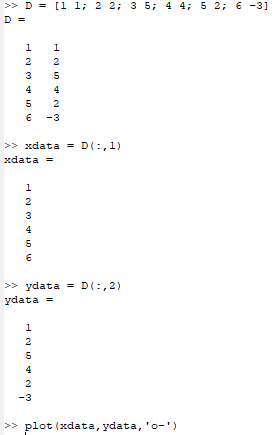 >> D = [1 1; 2 2; 3 5; 4 4; 5 2; 6 -3]
D =
1 1
2 2
3 5
4 4
5 2
6 -3
>> xdata = D(:,1)
xdata =
1
2
3
4
5
6
>> ydata = D(:,2)
ydata =
1
2
5
4
2
-3
>> plot(xdata,ydata,'o-')